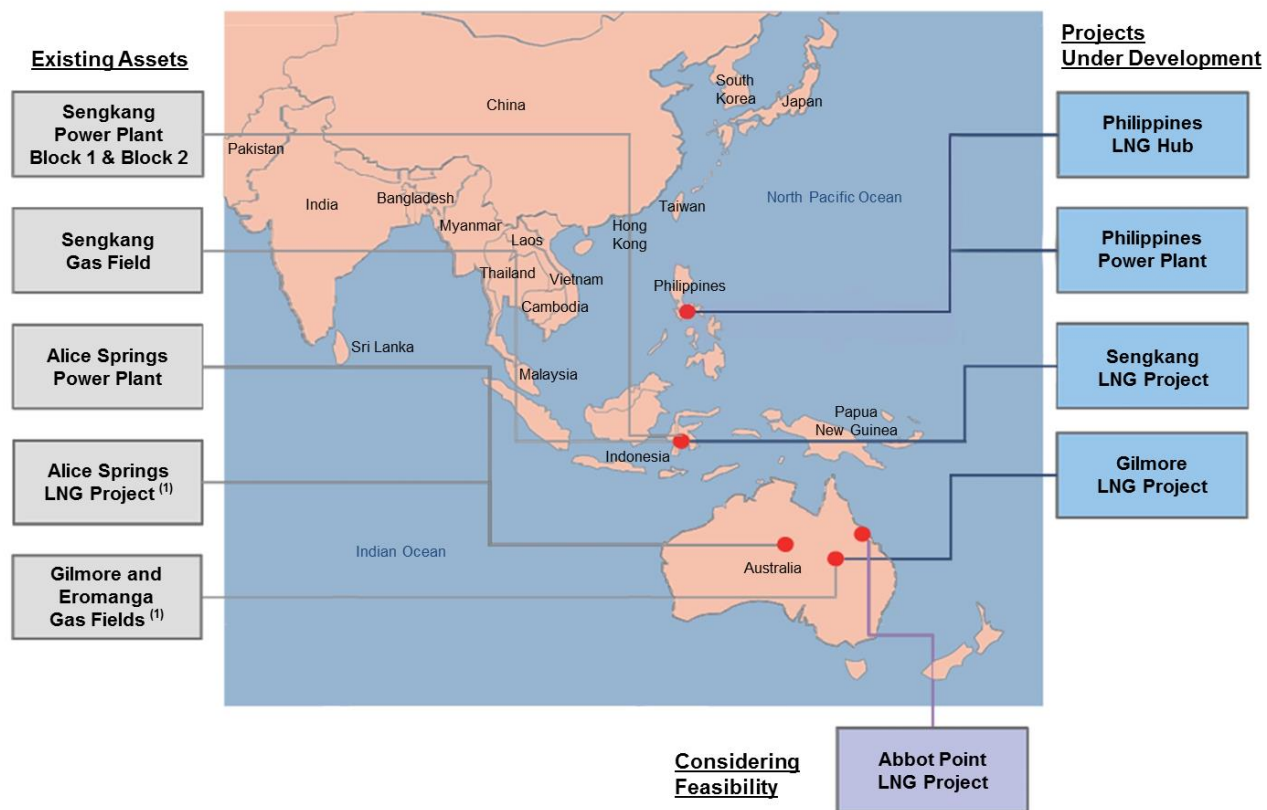 Existing Assets
Sengkang
Power Plant
Block 1 & Block 2
Sengkang
Gas Field
Alice Springs
Power Plant
Alice Springs
LNG Project (1)
Gilmore and
Eromanga
Gas Fields (1)
China
South
Korea
Japan
Pakistan
India
Bangladesh
Myanmar
Laos
Thailand
Vietnam
Cambodia
Hong
Kong
Taiwan
North Pacific Ocean
Philippines
Sri Lanka
Malaysia
Indonesia
Papua
New Guinea
Indian Ocean
Australia
Projects
Under Development
Philippines
LNG Hub
Philippines
Power Plant
Sengkang
LNG Project
Gilmore
LNG Project
Considering
Feasibility
Abbot Point
LNG Project